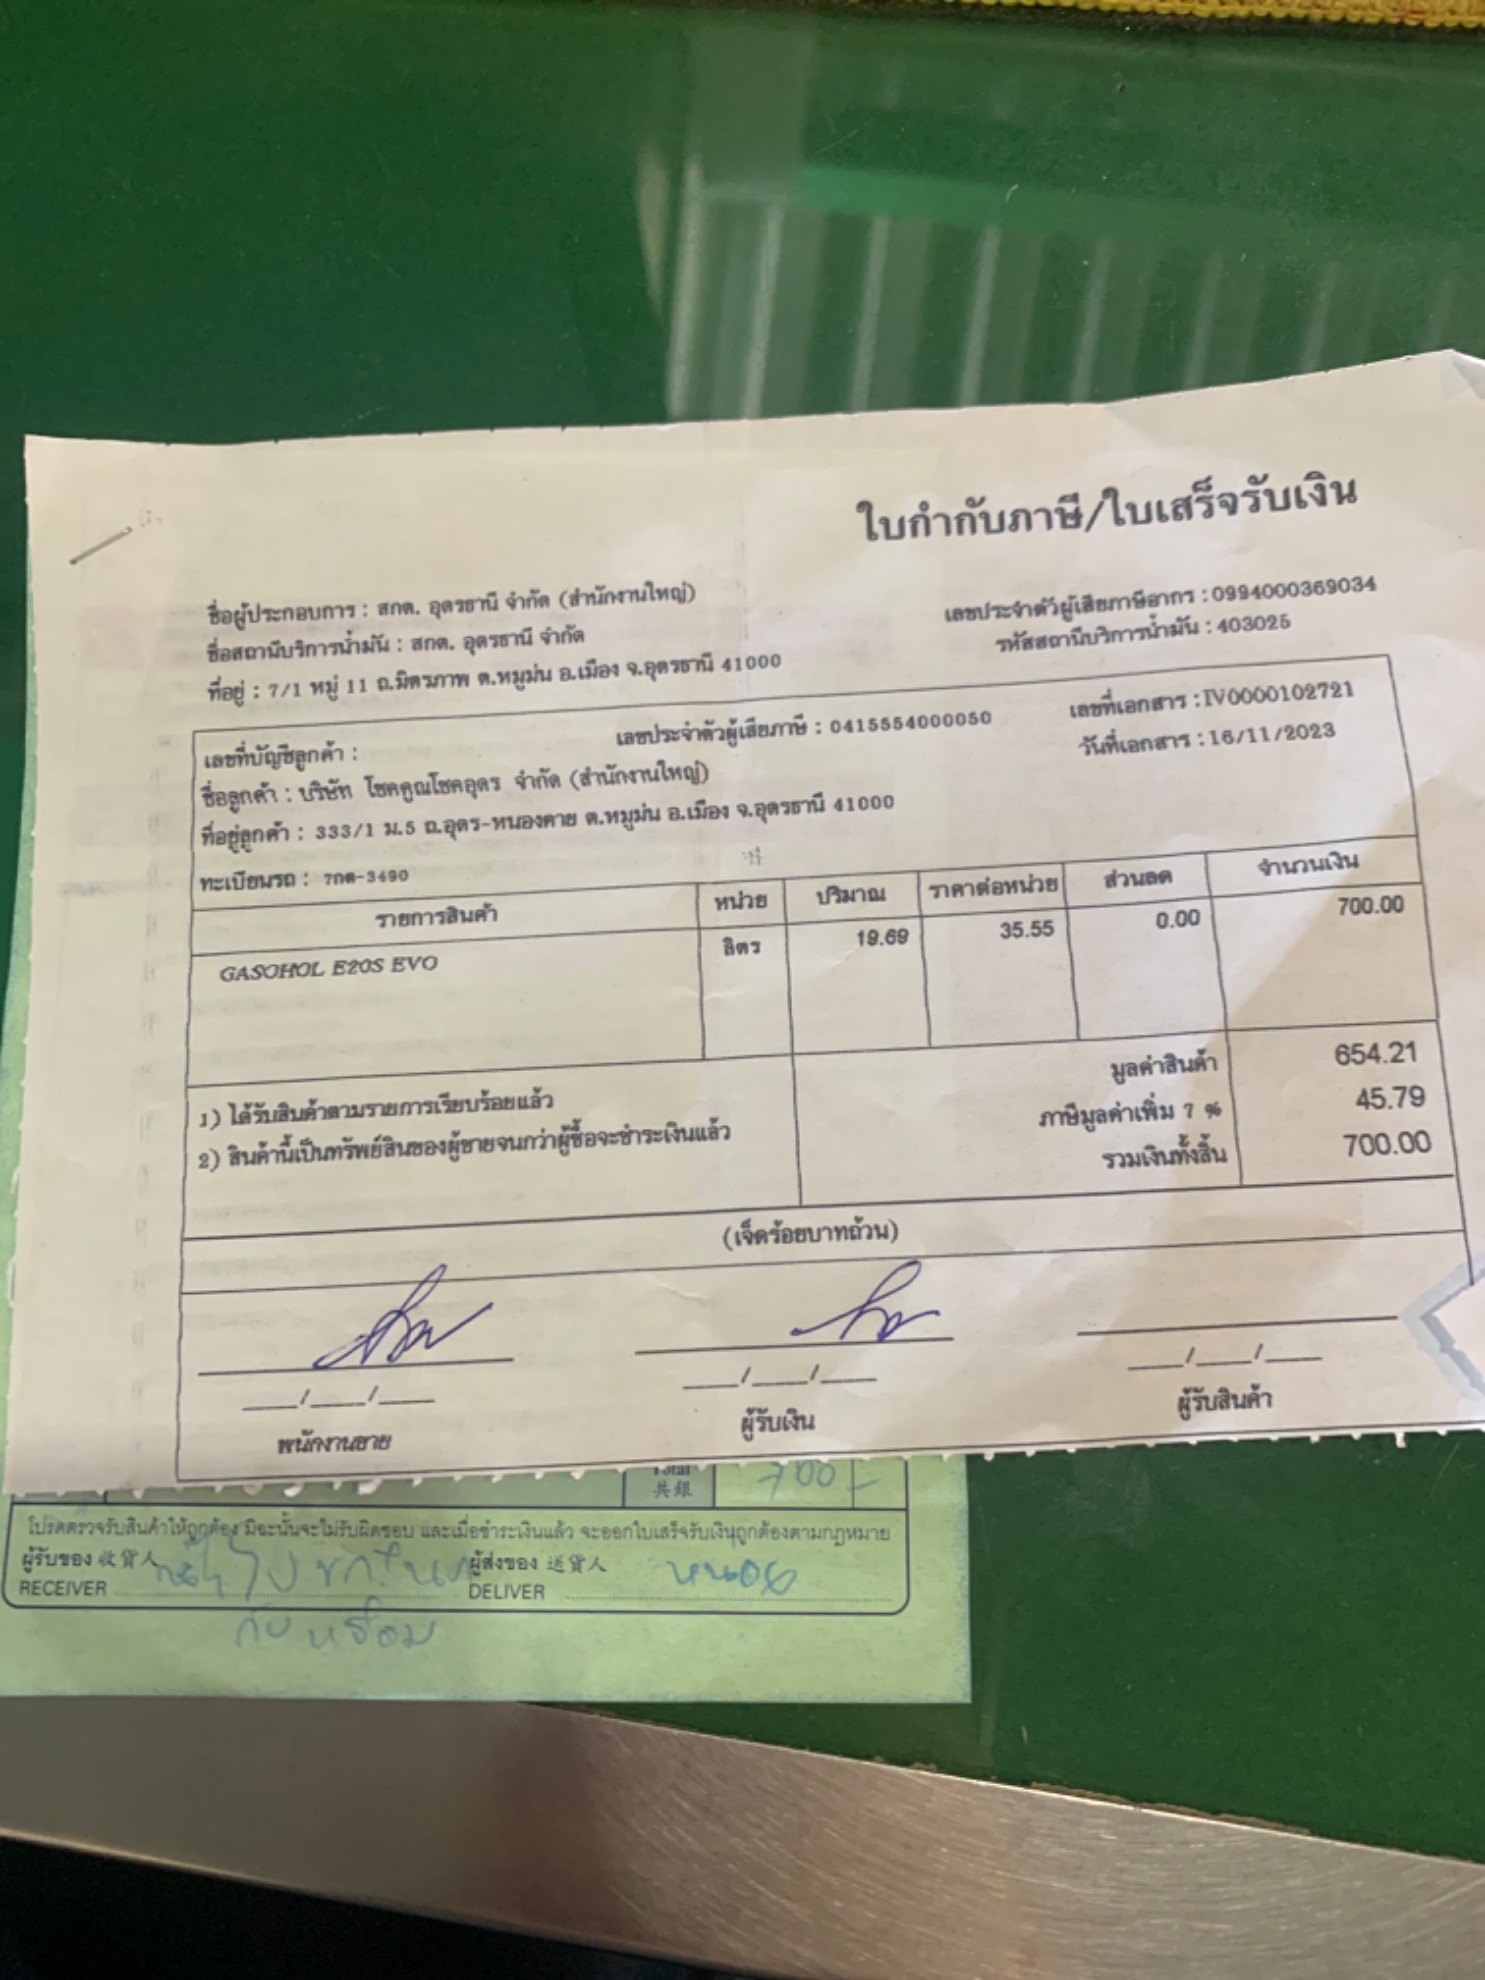 ใบกำกับภาษี/ใบเสร็จรับเงิน
ชื่อผู้ประกอบการ : สกต. อุดรธานี จำกัด (สำนักงานใหญ่)
เลขประจำตัวผู้เสียภาษีอากร : 0994000369034
ชื่อสถานีบริการน้ำมัน : สกต. อุดรธานี จำกัด
รหัสสถานีบริการน้ำมัน : 403025
ที่อยู่ : 7/1 หมู่ 11 ถ.มิตรภาพ ต.หมูม่น อ.เมือง จ.อุดรธานี 41000
เลขที่บัญชีลูกค้า :
เลขประจำตัวผู้เสียภาษี : 0415554000050
เลขที่เอกสาร : IV0000102721
ชื่อลูกค้า : บริษัท โชคคูณโชคอุดร จำกัด (สำนักงานใหญ่)
วันที่เอกสาร : 16/11/2023
ที่อยู่ลูกค้า : 333/1 ม.5 ถ.อุดร-หนองคาย ต.หมูม่น อ.เมือง จ.อุดรธานี 41000
ทะเบียนรถ : 7กต-3490
รายการสินค้า หน่วย ปริมาณ ราคาต่อหน่วย ส่วนลด จำนวนเงิน
GASOHOL E20S EVO ลิตร 19.69 35.55 0.00 700.00
1) ได้รับสินค้าตามรายการเรียบร้อยแล้ว
2) สินค้านี้เป็นทรัพย์สินของผู้ขายจนกว่าผู้ซื้อจะชำระเงินแล้ว
มูลค่าสินค้า 654.21
ภาษีมูลค่าเพิ่ม 7 % 45.79
รวมเงินทั้งสิ้น 700.00
(เจ็ดร้อยบาทถ้วน)
___/___/___ ___/___/___ ___/___/___
พนักงานขาย ผู้รับเงิน ผู้รับสินค้า
Total
共銀 700 -
โปรดตรวจรับสินค้าให้ถูกต้อง มิฉะนั้นจะไม่รับผิดชอบ และเมื่อชำระเงินแล้ว จะออกใบเสร็จรับเงินถูกต้องตามกฎหมาย
ผู้รับของ 收貨人 ผู้ส่งของ 送貨人
RECEIVER DELIVER